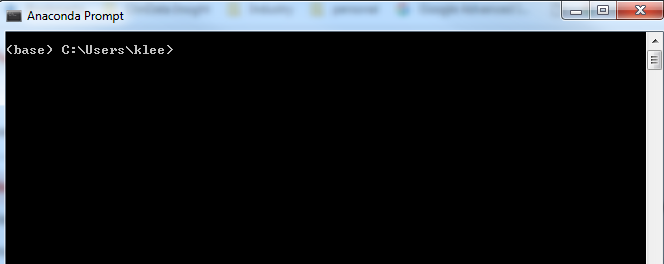 Anaconda Prompt
(base) C:\Users\klee>